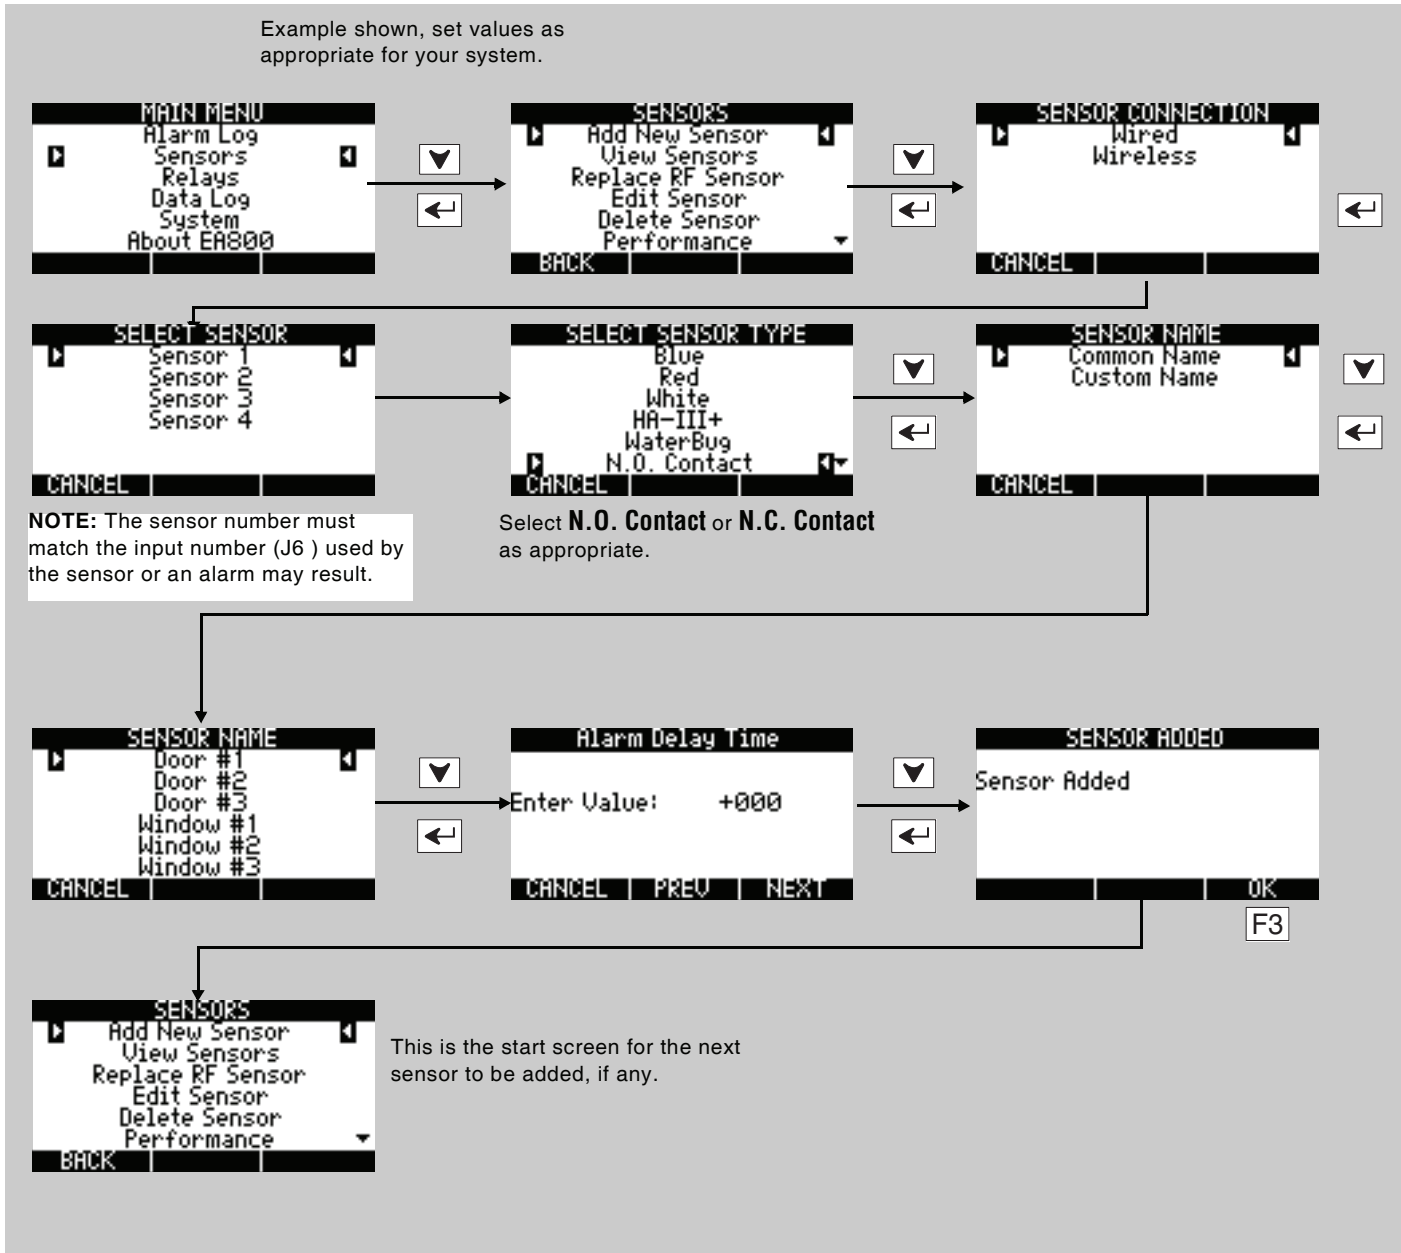 Example shown, set values as
appropriate for your system.
MAIN MENU
Alarm Log
Sensors
Relays
Data Log
System
About EA800
SENSORS
Add New Sensor
View Sensors
Replace RF Sensor
Edit Sensor
Delete Sensor
Performance
BACK
SENSOR CONNECTION
Wired
Wireless
CANCEL
SELECT SENSOR
Sensor 1
Sensor 2
Sensor 3
Sensor 4
CANCEL
NOTE: The sensor number must
match the input number (J6 ) used by
the sensor or an alarm may result.
SELECT SENSOR TYPE
Blue
Red
White
HA-III+
WaterBug
N.O. Contact
CANCEL
Select N.O. Contact or N.C. Contact
as appropriate.
SENSOR NAME
Common Name
Custom Name
CANCEL
SENSOR NAME
Door #1
Door #2
Door #3
Window #1
Window #2
Window #3
CANCEL
Alarm Delay Time
Enter Value: +000
CANCEL PREV NEXT
SENSOR ADDED
Sensor Added
OK
F3
SENSORS
Add New Sensor
View Sensors
Replace RF Sensor
Edit Sensor
Delete Sensor
Performance
BACK
This is the start screen for the next
sensor to be added, if any.